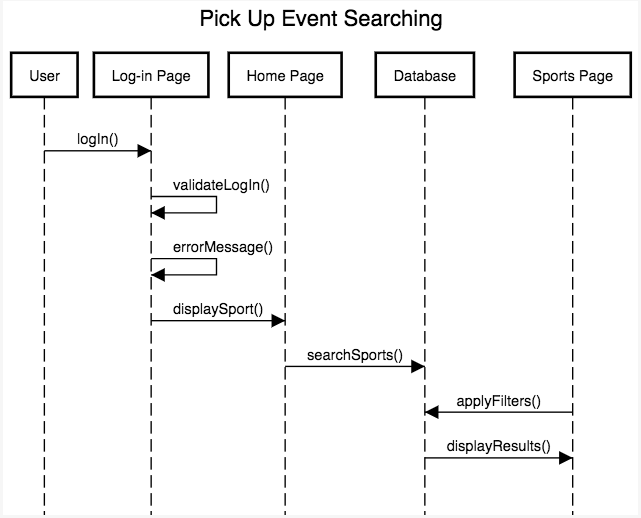 Pick Up Event Searching
User
Log-in Page
Home Page
Database
Sports Page
logIn()
validateLogIn()
errorMessage()
displaySport()
searchSports()
applyFilters()
displayResults()